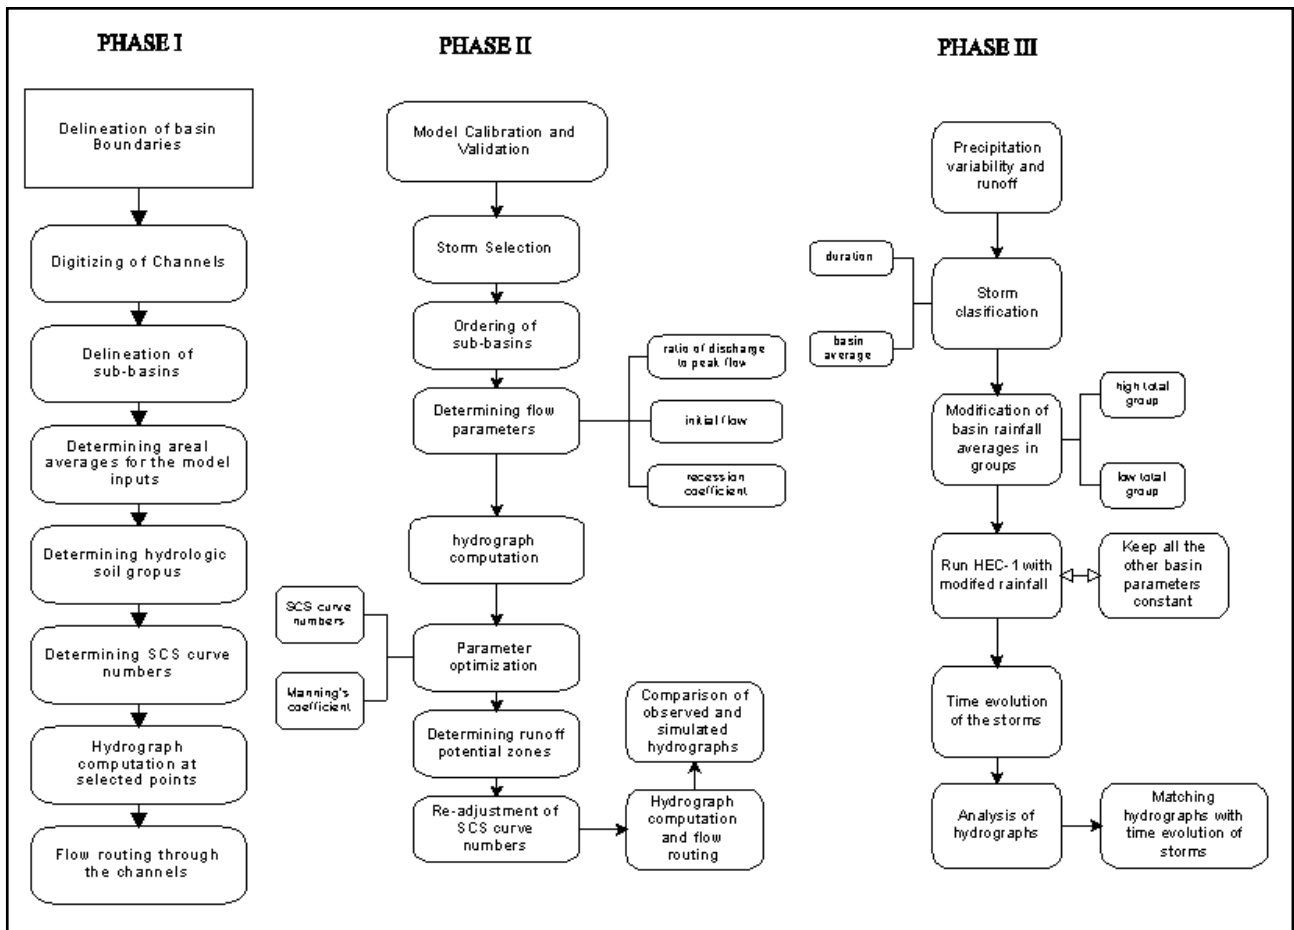 PHASE I
Delineation of basin
Boundaries
Digitizing of Channels
Delineation of
sub-basins
Determining areal
averages for the model
inputs
Determining hydrologic
soil gropus
Determining SCS curve
numbers
Hydrograph
computation at
selected points
Flow routing through
the channels
PHASE II
Model Calibration and
Validation
Storm Selection
Ordering of
sub-basins
Determining flow
parameters
ratio of discharge
to peak flow
initial flow
recession
coefficient
hydrograph
computation
SCS curve
numbers
Manning's
coefficient
Parameter
optimization
Determining runoff
potential zones
Re-adjustment of
SCS curve
numbers
Comparison of
observed and
simulated
hydrographs
Hydrograph
computation
and flow
routing
PHASE III
Precipitation
variability and
runoff
duration
basin
average
Storm
clasification
Modification of
basin rainfall
averages in
groups
high total
group
low total
group
Run HEC-1 with
modifed rainfall
Keep all the
other basin
parameters
constant
Time evolution
of the storms
Analysis of
hydrographs
Matching
hydrographs with
time evolution of
storms